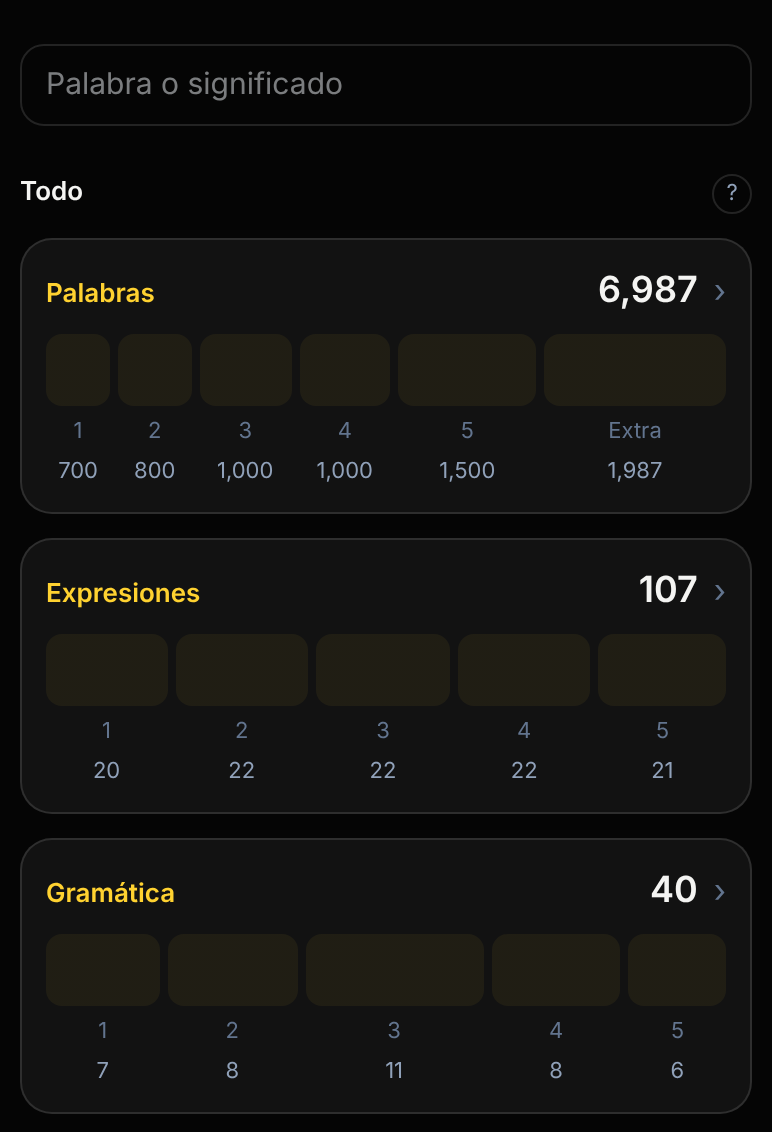 Palabra o significado
Todo ?
Palabras 6,987 ›
1 2 3 4 5 Extra
700 800 1,000 1,000 1,500 1,987
Expresiones 107 ›
1 2 3 4 5
20 22 22 22 21
Gramática 40 ›
1 2 3 4 5
7 8 11 8 6